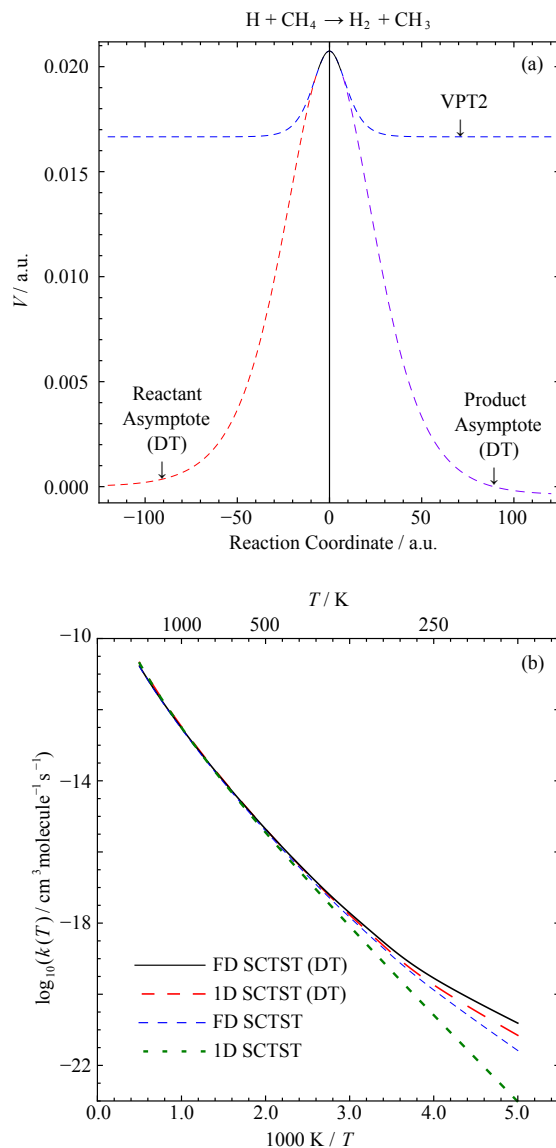 H + CH₄ → H₂ + CH₃
(a)
0.020
VPT2
0.015
V / a.u.
0.010
0.005
Reactant
Asymptote
(DT)
Product
Asymptote
(DT)
0.000
−100 −50 0 50 100
Reaction Coordinate / a.u.
T / K
1000 500 250
−10
(b)
−14
log₁₀(k(T) / cm³ molecule⁻¹ s⁻¹)
−18
FD SCTST (DT)
1D SCTST (DT)
FD SCTST
1D SCTST
−22
0.0 1.0 2.0 3.0 4.0 5.0
1000 K / T